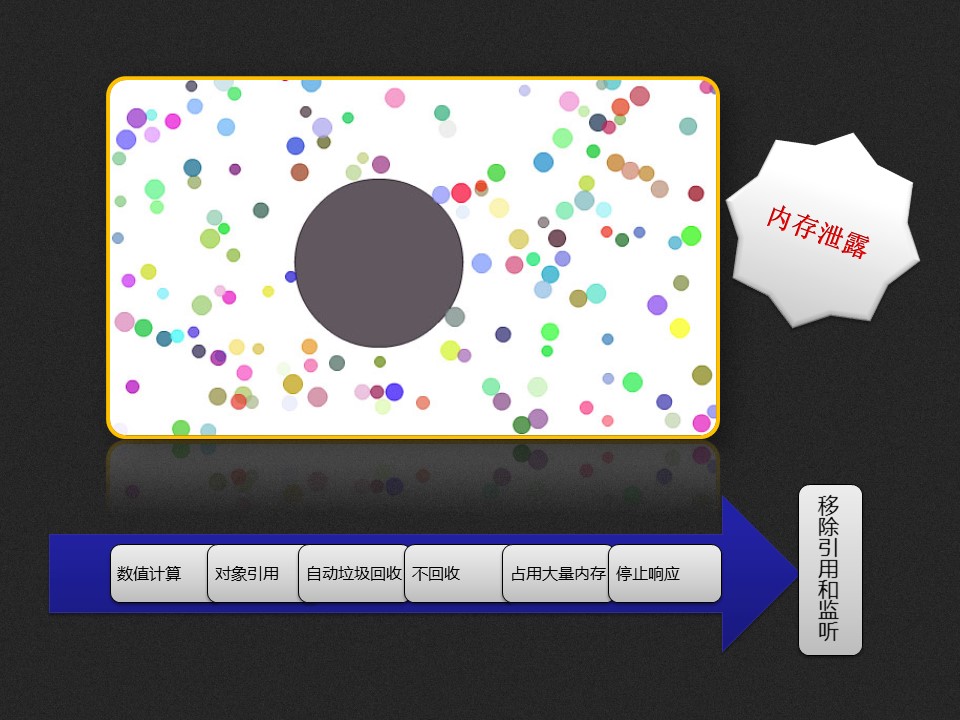 内存泄露
数值计算
对象引用
自动垃圾回收
不回收
占用大量内存
停止响应
移除引用和监听